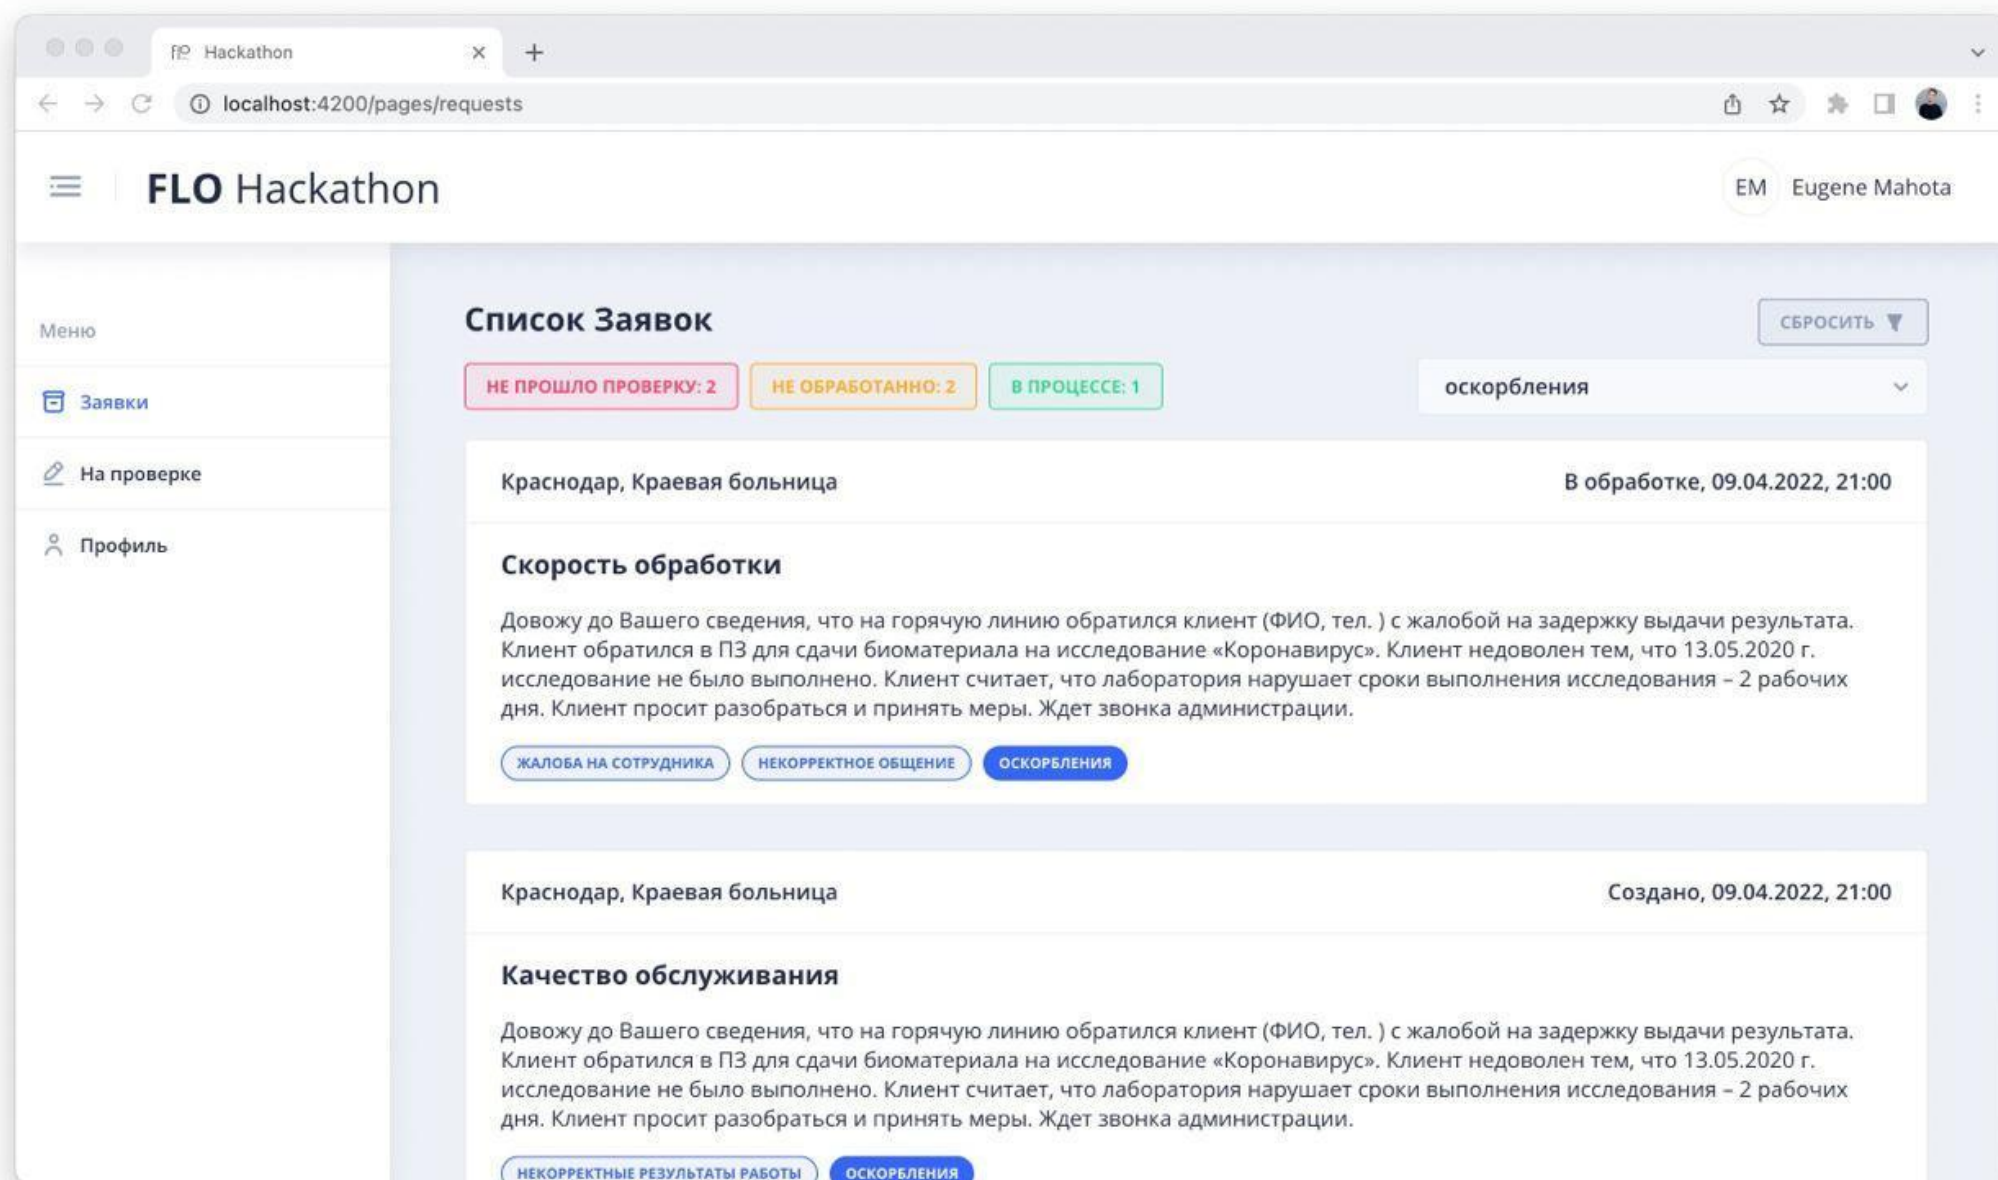 Hackathon
localhost:4200/pages/requests
FLO Hackathon
EM Eugene Mahota
Меню
Заявки
На проверке
Профиль
Список Заявок
СБРОСИТЬ
НЕ ПРОШЛО ПРОВЕРКУ: 2
НЕ ОБРАБОТАННО: 2
В ПРОЦЕССЕ: 1
оскорбления
Краснодар, Краевая больница
В обработке, 09.04.2022, 21:00
Скорость обработки
Довожу до Вашего сведения, что на горячую линию обратился клиент (ФИО, тел. ) с жалобой на задержку выдачи результата.
Клиент обратился в ПЗ для сдачи биоматериала на исследование «Коронавирус». Клиент недоволен тем, что 13.05.2020 г.
исследование не было выполнено. Клиент считает, что лаборатория нарушает сроки выполнения исследования – 2 рабочих
дня. Клиент просит разобраться и принять меры. Ждет звонка администрации.
ЖАЛОБА НА СОТРУДНИКА
НЕКОРРЕКТНОЕ ОБЩЕНИЕ
ОСКОРБЛЕНИЯ
Краснодар, Краевая больница
Создано, 09.04.2022, 21:00
Качество обслуживания
Довожу до Вашего сведения, что на горячую линию обратился клиент (ФИО, тел. ) с жалобой на задержку выдачи результата.
Клиент обратился в ПЗ для сдачи биоматериала на исследование «Коронавирус». Клиент недоволен тем, что 13.05.2020 г.
исследование не было выполнено. Клиент считает, что лаборатория нарушает сроки выполнения исследования – 2 рабочих
дня. Клиент просит разобраться и принять меры. Ждет звонка администрации.
НЕКОРРЕКТНЫЕ РЕЗУЛЬТАТЫ РАБОТЫ
ОСКОРБЛЕНИЯ